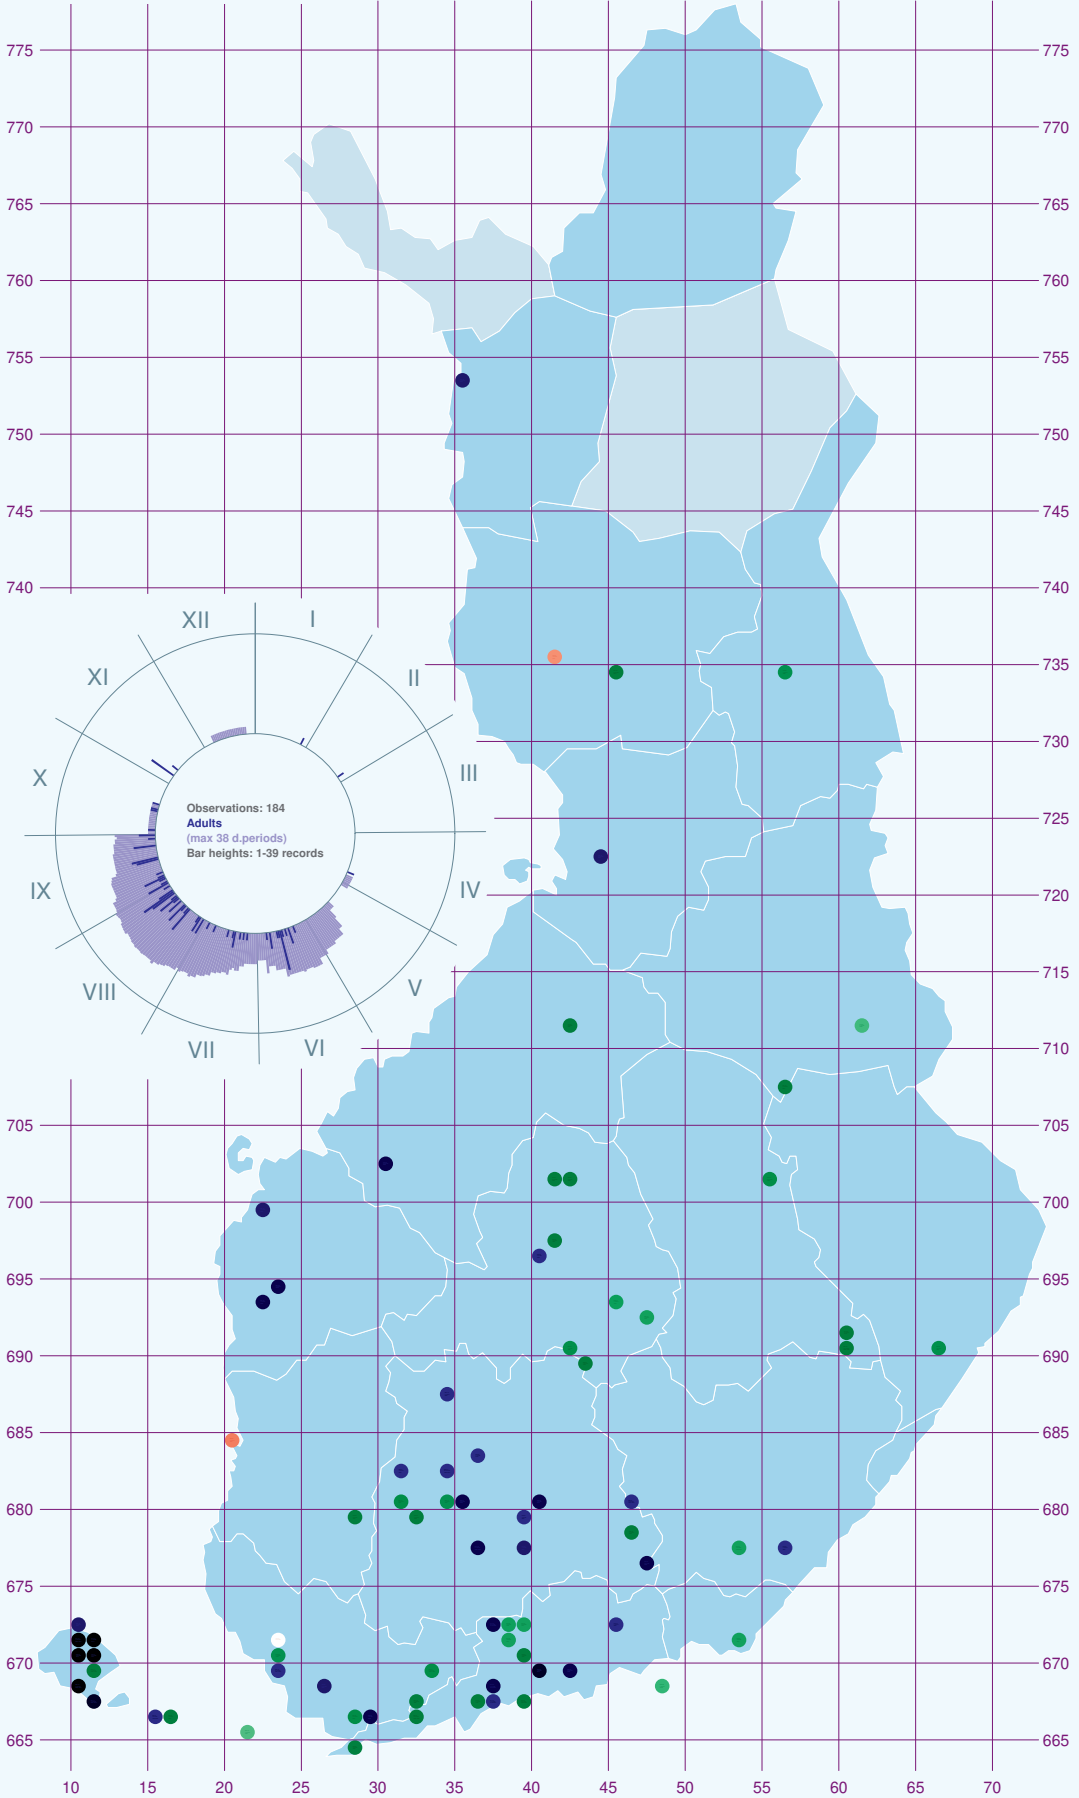 775 775
770 770
765 765
760 760
755 755
750 750
745 745
740 740
735 735
730 730
725 725
720 720
715 715
710 710
705 705
700 700
695 695
690 690
685 685
680 680
675 675
670 670
665 665
10 15 20 25 30 35 40 45 50 55 60 65 70
XII I
XI II
X III
Observations: 184
Adults
(max 38 d.periods)
Bar heights: 1-39 records
IX IV
VIII V
VII VI